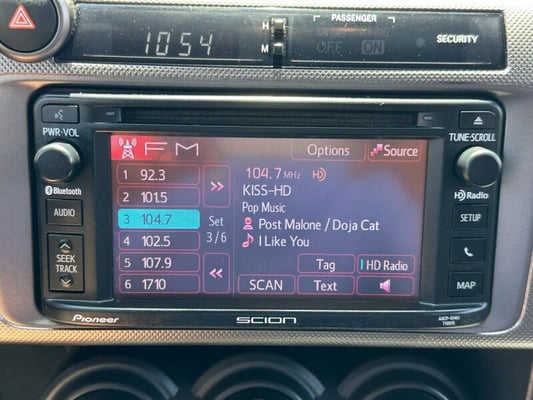 PASSENGER
10:54
H
M
OFF ON
SECURITY
PWR·VOL
TUNE·SCROLL
FM
Options
Source
1 92.3
2 101.5
3 104.7
4 102.5
5 107.9
6 1710
Set
3/6
104.7 MHz
KISS-HD
Pop Music
Post Malone / Doja Cat
I Like You
Tag
HD Radio
SCAN
Text
Bluetooth
AUDIO
SEEK
TRACK
HD Radio
SETUP
MAP
Pioneer
SCION